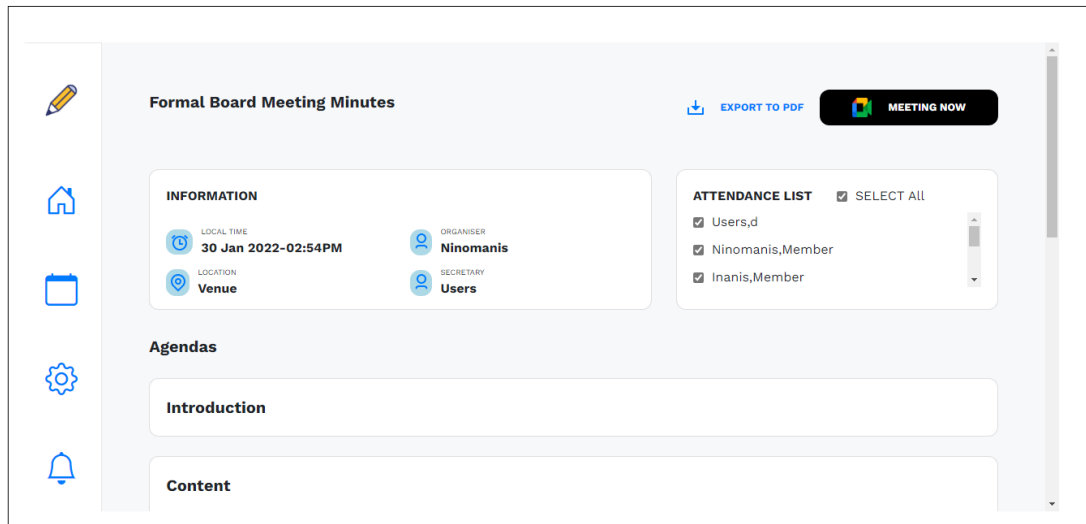 Formal Board Meeting Minutes
EXPORT TO PDF
MEETING NOW
INFORMATION
LOCAL TIME
30 Jan 2022-02:54PM
ORGANISER
Ninomanis
LOCATION
Venue
SECRETARY
Users
ATTENDANCE LIST
SELECT All
Users,d
Ninomanis,Member
Inanis,Member
Agendas
Introduction
Content